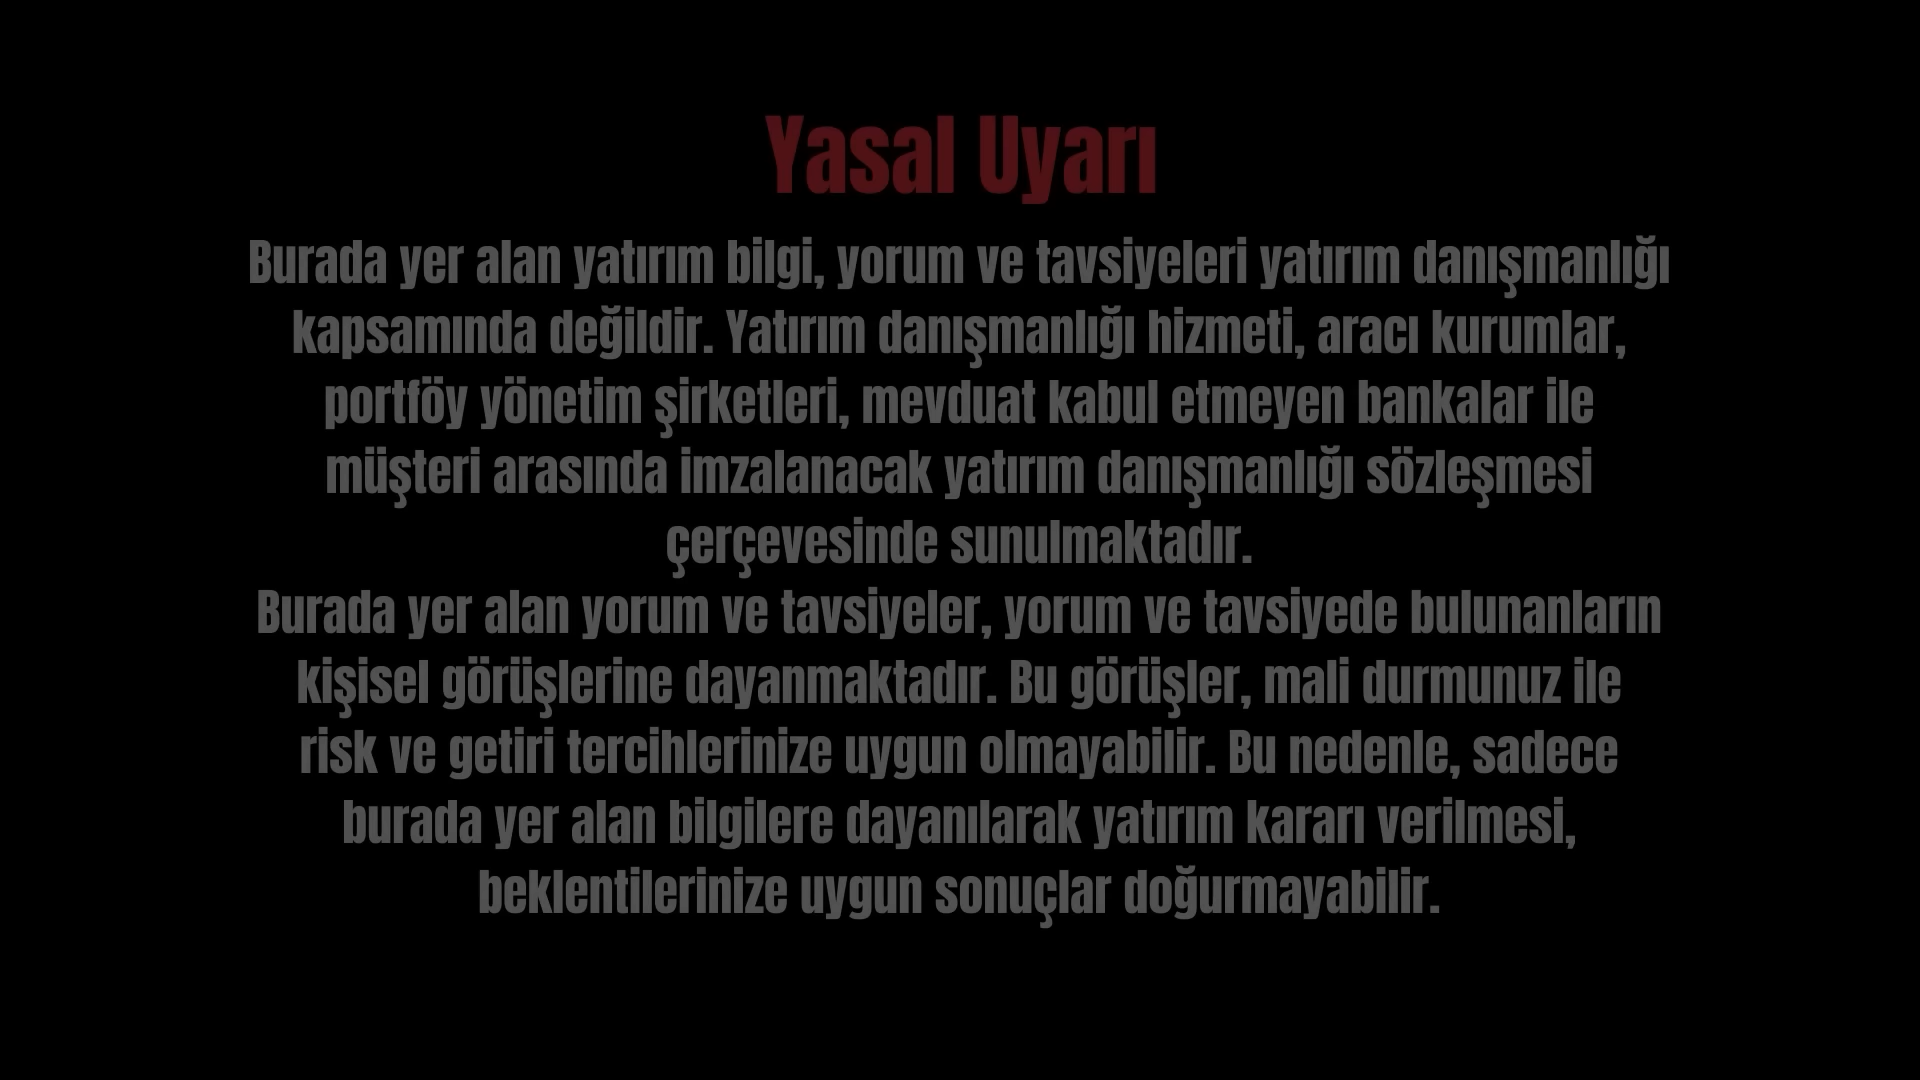 Yasal Uyarı
Burada yer alan yatırım bilgi, yorum ve tavsiyeleri yatırım danışmanlığı
kapsamında değildir. Yatırım danışmanlığı hizmeti, aracı kurumlar,
portföy yönetim şirketleri, mevduat kabul etmeyen bankalar ile
müşteri arasında imzalanacak yatırım danışmanlığı sözleşmesi
çerçevesinde sunulmaktadır.
Burada yer alan yorum ve tavsiyeler, yorum ve tavsiyede bulunanların
kişisel görüşlerine dayanmaktadır. Bu görüşler, mali durmunuz ile
risk ve getiri tercihlerinize uygun olmayabilir. Bu nedenle, sadece
burada yer alan bilgilere dayanılarak yatırım kararı verilmesi,
beklentilerinize uygun sonuçlar doğurmayabilir.